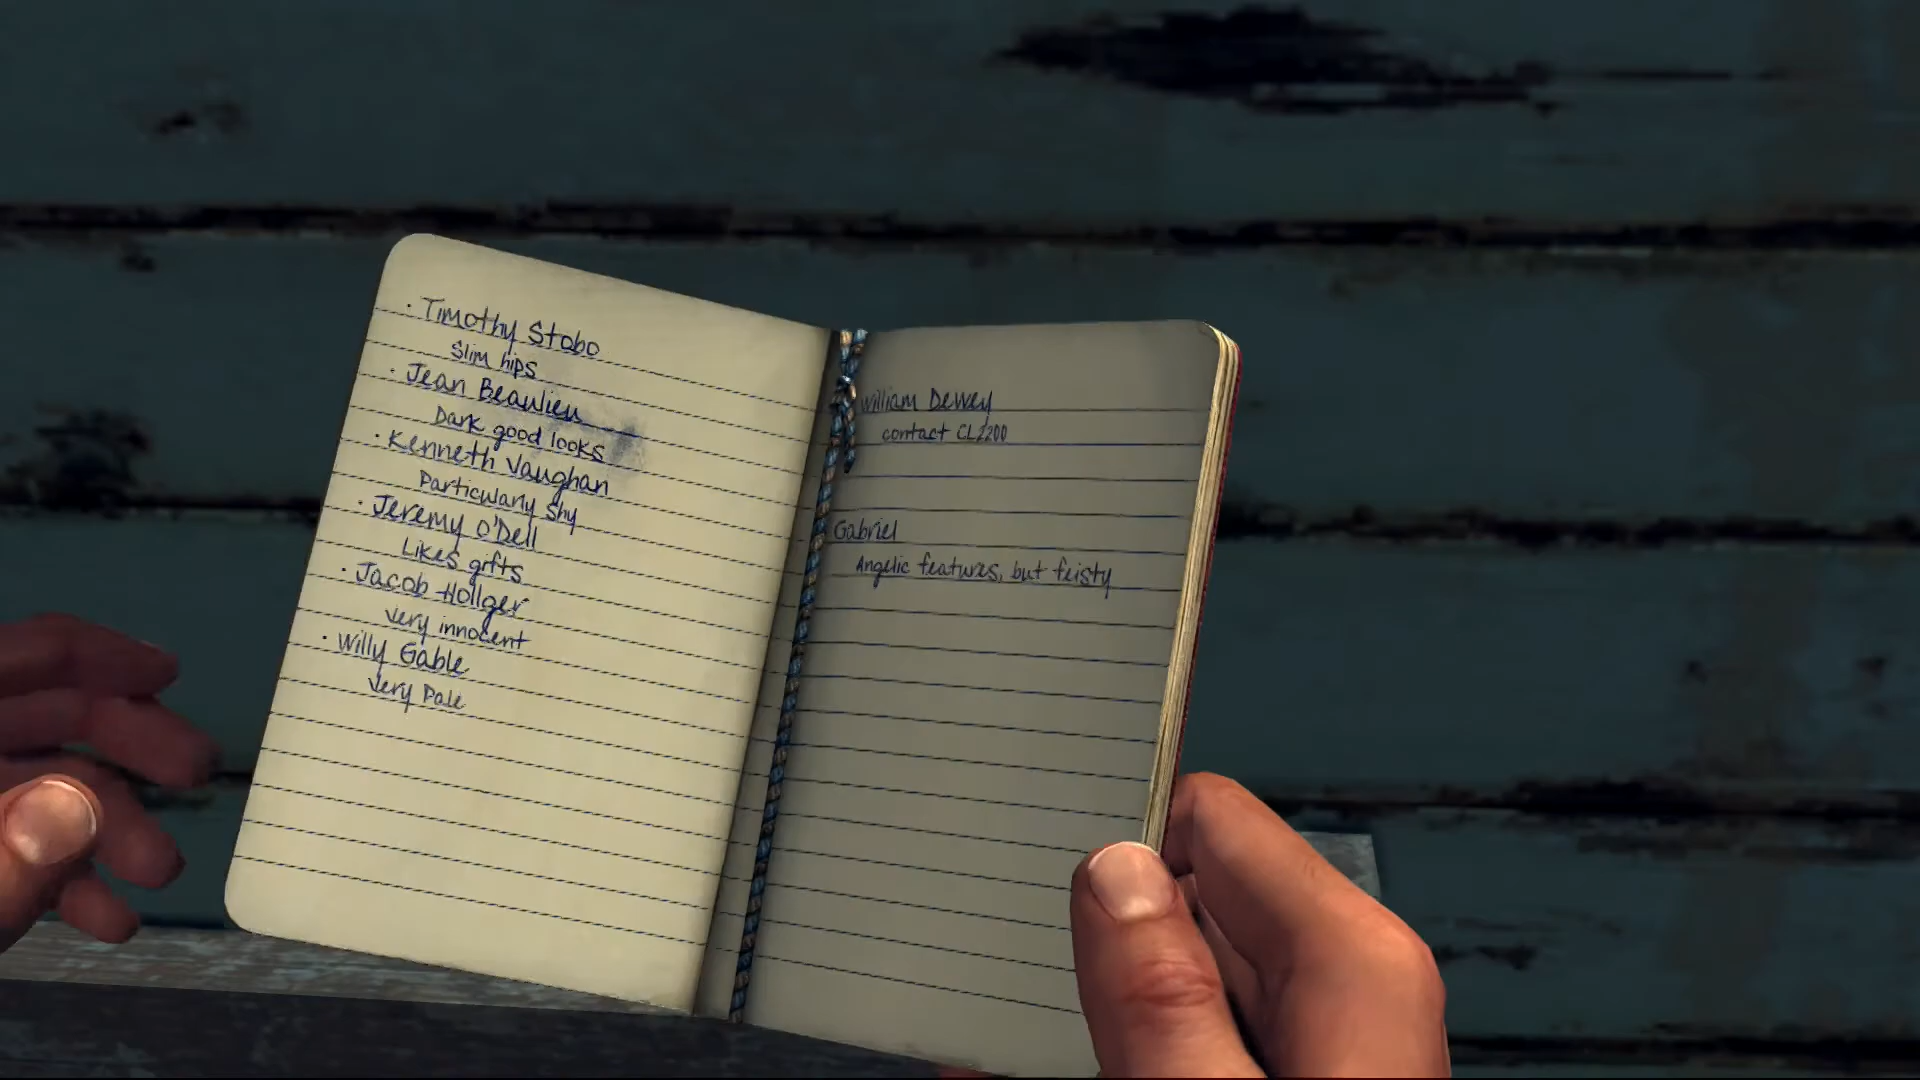 · Timothy Stobo
Slim hips
· Jean Beaulieu
Dark good looks
· Kenneth Vaughan
Particulary Shy
· Jeremy O'Dell
Likes gifts
· Jacob Hollger
Very innocent
· Willy Gable
Very Pale
William Dewey
contact CL2200
Gabriel
Angelic features, but feisty